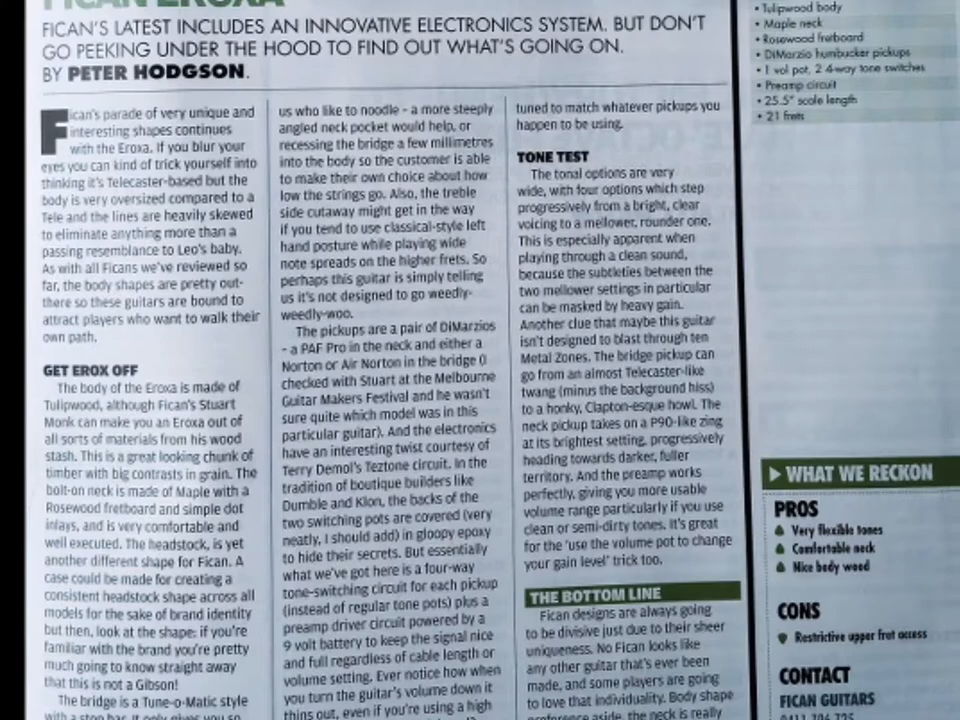 FICAN EROXA
FICAN'S LATEST INCLUDES AN INNOVATIVE ELECTRONICS SYSTEM. BUT DON'T
GO PEEKING UNDER THE HOOD TO FIND OUT WHAT'S GOING ON.
BY PETER HODGSON.
Fican's parade of very unique and
interesting shapes continues
with the Eroxa. If you blur your
eyes you can kind of trick yourself into
thinking it's Telecaster-based but the
body is very oversized compared to a
Tele and the lines are heavily skewed
to eliminate anything more than a
passing resemblance to Leo's baby.
As with all Ficans we've reviewed so
far, the body shapes are pretty out-
there so these guitars are bound to
attract players who want to walk their
own path.
GET EROX OFF
The body of the Eroxa is made of
Tulipwood, although Fican's Stuart
Monk can make you an Eroxa out of
all sorts of materials from his wood
stash. This is a great looking chunk of
timber with big contrasts in grain. The
bolt-on neck is made of Maple with a
Rosewood fretboard and simple dot
inlays, and is very comfortable and
well executed. The headstock, is yet
another different shape for Fican. A
case could be made for creating a
consistent headstock shape across all
models for the sake of brand identity
but then, look at the shape: if you're
familiar with the brand you're pretty
much going to know straight away
that this is not a Gibson!
The bridge is a Tune-o-Matic style
with a stop bar. It only gives you so
us who like to noodle - a more steeply
angled neck pocket would help, or
recessing the bridge a few millimetres
into the body so the customer is able
to make their own choice about how
low the strings go. Also, the treble
side cutaway might get in the way
if you tend to use classical-style left
hand posture while playing wide
note spreads on the higher frets. So
perhaps this guitar is simply telling
us it's not designed to go weedly-
weedly-woo.
The pickups are a pair of DiMarzios
- a PAF Pro in the neck and either a
Norton or Air Norton in the bridge (I
checked with Stuart at the Melbourne
Guitar Makers Festival and he wasn't
sure quite which model was in this
particular guitar). And the electronics
have an interesting twist courtesy of
Terry Demol's Teztone circuit. In the
tradition of boutique builders like
Dumble and Klon, the backs of the
two switching pots are covered (very
neatly, I should add) in gloopy epoxy
to hide their secrets. But essentially
what we've got here is a four-way
tone-switching circuit for each pickup
(instead of regular tone pots) plus a
preamp driver circuit powered by a
9 volt battery to keep the signal nice
and full regardless of cable length or
volume setting. Ever notice how when
you turn the guitar's volume down it
thins out, even if you're using a high
tuned to match whatever pickups you
happen to be using.
TONE TEST
The tonal options are very
wide, with four options which step
progressively from a bright, clear
voicing to a mellower, rounder one.
This is especially apparent when
playing through a clean sound,
because the subtleties between the
two mellower settings in particular
can be masked by heavy gain.
Another clue that maybe this guitar
isn't designed to blast through ten
Metal Zones. The bridge pickup can
go from an almost Telecaster-like
twang (minus the background hiss)
to a honky, Clapton-esque howl. The
neck pickup takes on a P90-like zing
at its brightest setting, progressively
heading towards darker, fuller
territory. And the preamp works
perfectly, giving you more usable
volume range particularly if you use
clean or semi-dirty tones. It's great
for the 'use the volume pot to change
your gain level' trick too.
THE BOTTOM LINE
Fican designs are always going
to be divisive just due to their sheer
uniqueness. No Fican looks like
any other guitar that's ever been
made, and some players are going
to love that individuality. Body shape
preference aside, the neck is really
• Tulipwood body
• Maple neck
• Rosewood fretboard
• DiMarzio humbucker pickups
• 1 vol pot, 2 4-way tone switches
• Preamp circuit
• 25.5" scale length
• 21 frets
WHAT WE RECKON
PROS
Very flexible tones
Comfortable neck
Nice body wood
CONS
Restrictive upper fret access
CONTACT
FICAN GUITARS